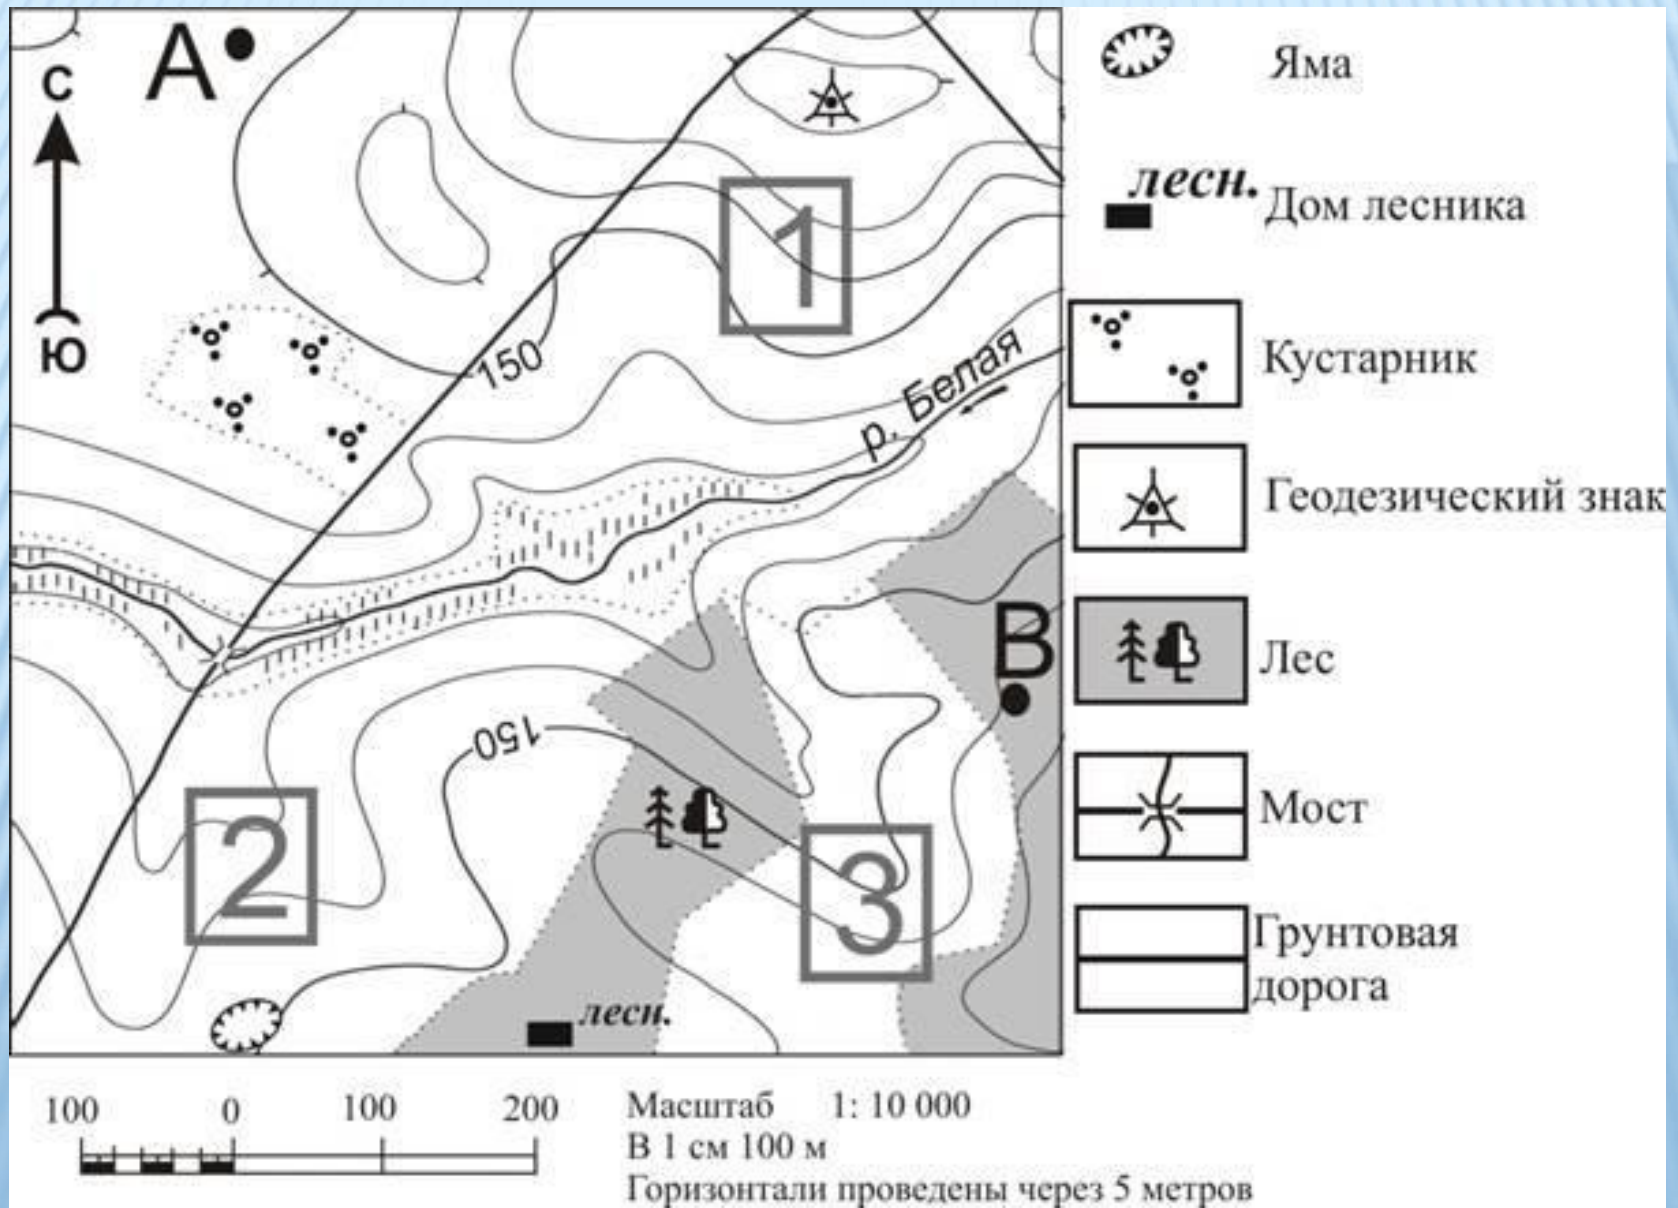 А
С
Ю
1
150
р. Белая
В
150
2
3
лесн.
Яма
лесн.
Дом лесника
Кустарник
Геодезический знак
Лес
Мост
Грунтовая
дорога
100 0 100 200
Масштаб 1: 10 000
В 1 см 100 м
Горизонтали проведены через 5 метров